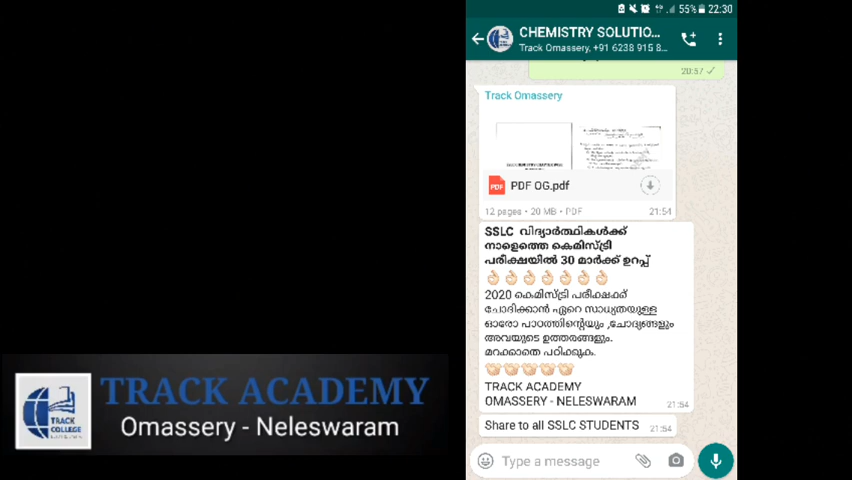 55% 22:30
CHEMISTRY SOLUTIO...
Track Omassery, +91 6238 915 8...
20:57
Track Omassery
PDF PDF OG.pdf
12 pages • 20 MB • PDF 21:54
SSLC വിദ്യാർത്ഥികൾക്ക്
നാളെത്തെ കെമിസ്ട്രി
പരീക്ഷയിൽ 30 മാർക്ക് ഉറപ്പ്
👌🏻👌🏻👌🏻👌🏻👌🏻👌🏻👌🏻
2020 കെമിസ്ട്രി പരീക്ഷക്ക്
ചോദിക്കാൻ ഏറെ സാധ്യതയുള്ള
ഓരോ പാഠത്തിന്റെയും ,ചോദ്യങ്ങളും
അവയുടെ ഉത്തരങ്ങളും.
മറക്കാതെ പഠിക്കുക.
TRACK ACADEMY
OMASSERY - NELESWARAM 21:54
Share to all SSLC STUDENTS 21:54
Type a message
TRACK ACADEMY
Omassery - Neleswaram
TRACK
COLLEGE